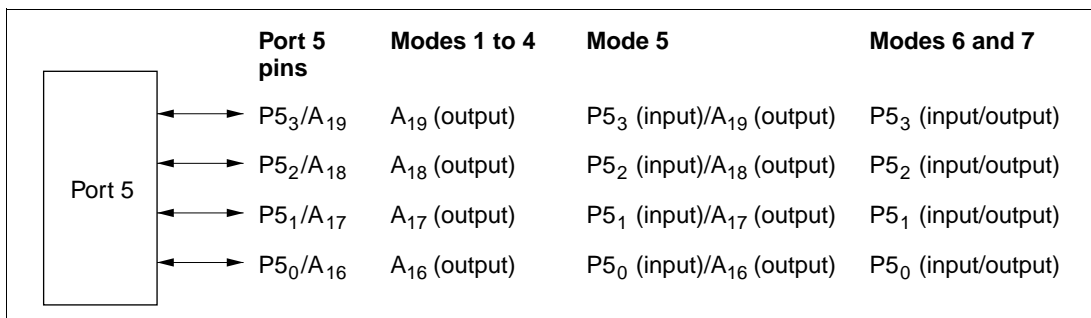 Port 5 pins Modes 1 to 4 Mode 5 Modes 6 and 7
P5₃/A₁₉ A₁₉ (output) P5₃ (input)/A₁₉ (output) P5₃ (input/output)
P5₂/A₁₈ A₁₈ (output) P5₂ (input)/A₁₈ (output) P5₂ (input/output)
Port 5
P5₁/A₁₇ A₁₇ (output) P5₁ (input)/A₁₇ (output) P5₁ (input/output)
P5₀/A₁₆ A₁₆ (output) P5₀ (input)/A₁₆ (output) P5₀ (input/output)